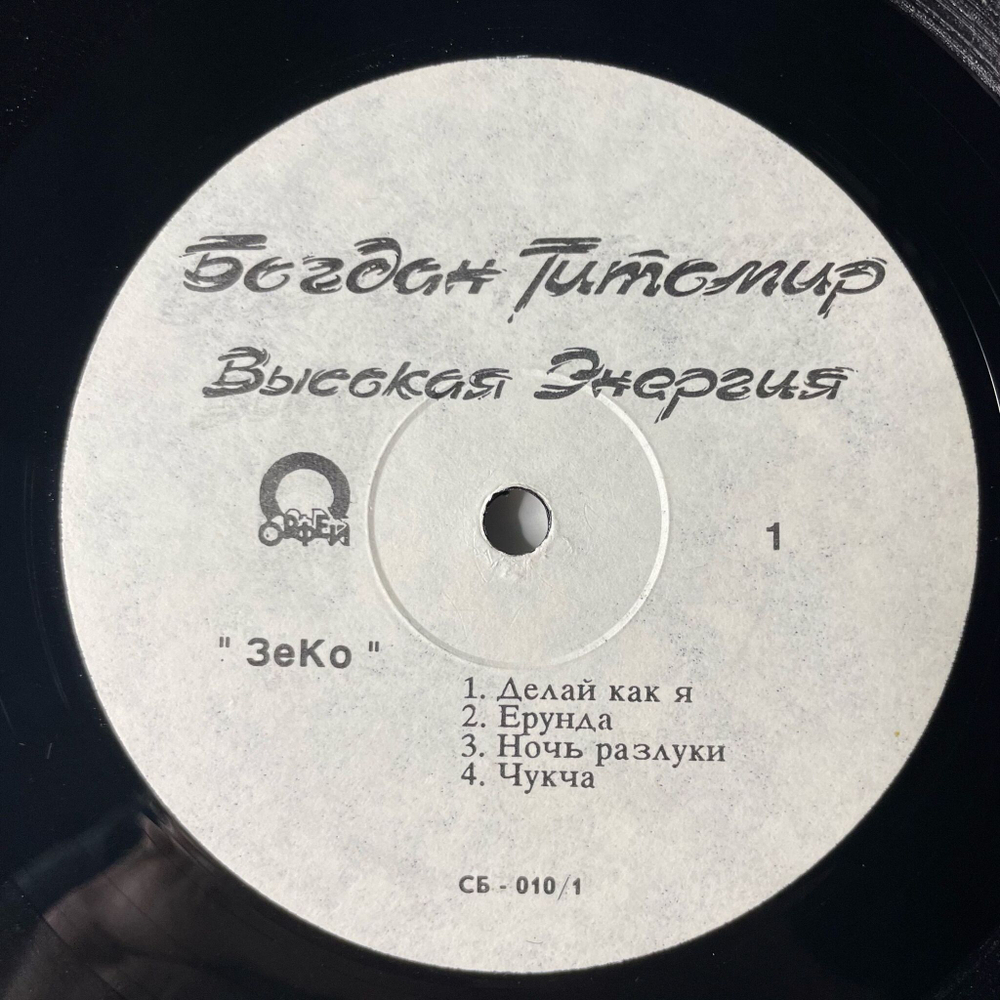 Богдан Титомир
Высокая Энергия
ОРФЕЙ
1
" ЗеКо "
1. Делай как я
2. Ерунда
3. Ночь разлуки
4. Чукча
СБ - 010/1